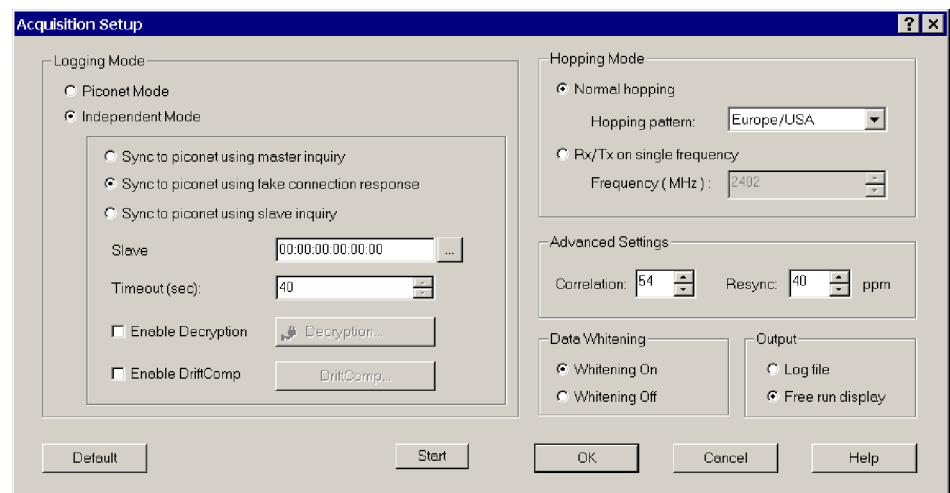 Acquisition Setup
? ×
Logging Mode
Piconet Mode
Independent Mode
Sync to piconet using master inquiry
Sync to piconet using fake connection response
Sync to piconet using slave inquiry
Slave 00:00:00:00:00:00 ...
Timeout (sec): 40
Enable Decryption Decryption...
Enable DriftComp DriftComp...
Hopping Mode
Normal hopping
Hopping pattern: Europe/USA
Rx/Tx on single frequency
Frequency ( MHz ) : 2402
Advanced Settings
Correlation: 54 Resync: 40 ppm
Data Whitening
Whitening On
Whitening Off
Output
Log file
Free run display
Default Start OK Cancel Help